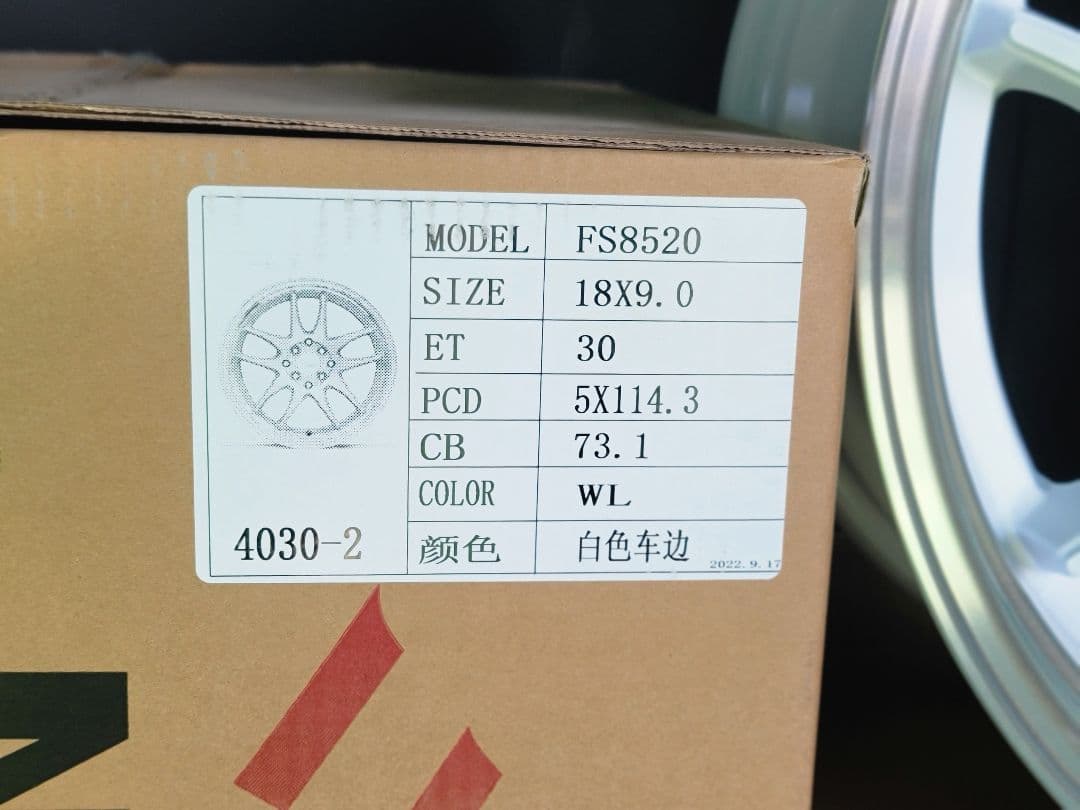 MODEL FS8520
SIZE 18X9.0
ET 30
PCD 5X114.3
CB 73.1
COLOR WL
颜色 白色车边
4030-2
2022.9.17